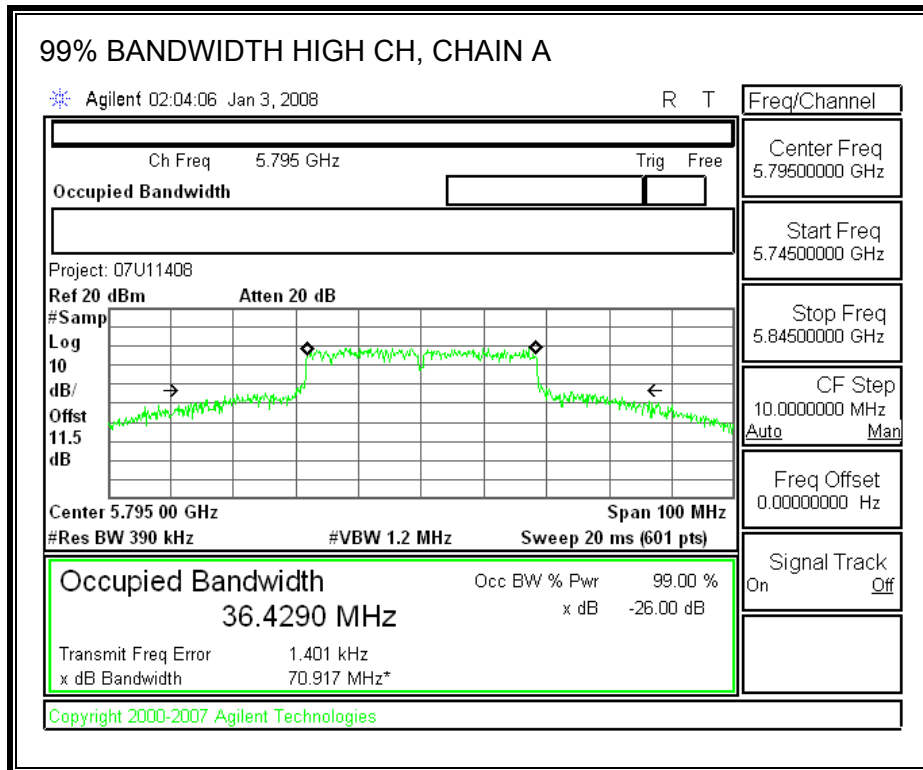 99% BANDWIDTH HIGH CH, CHAIN A
Agilent 02:04:06 Jan 3, 2008 R T
Freq/Channel
Ch Freq 5.795 GHz Trig Free
Occupied Bandwidth
Center Freq
5.79500000 GHz
Start Freq
5.74500000 GHz
Stop Freq
5.84500000 GHz
CF Step
10.0000000 MHz
Auto Man
Freq Offset
0.00000000 Hz
Signal Track
On Off
Project: 07U11408
Ref 20 dBm Atten 20 dB
#Samp
Log
10
dB/
Offst
11.5
dB
Center 5.795 00 GHz Span 100 MHz
#Res BW 390 kHz #VBW 1.2 MHz Sweep 20 ms (601 pts)
Occupied Bandwidth Occ BW % Pwr 99.00 %
36.4290 MHz x dB -26.00 dB
Transmit Freq Error 1.401 kHz
x dB Bandwidth 70.917 MHz*
Copyright 2000-2007 Agilent Technologies